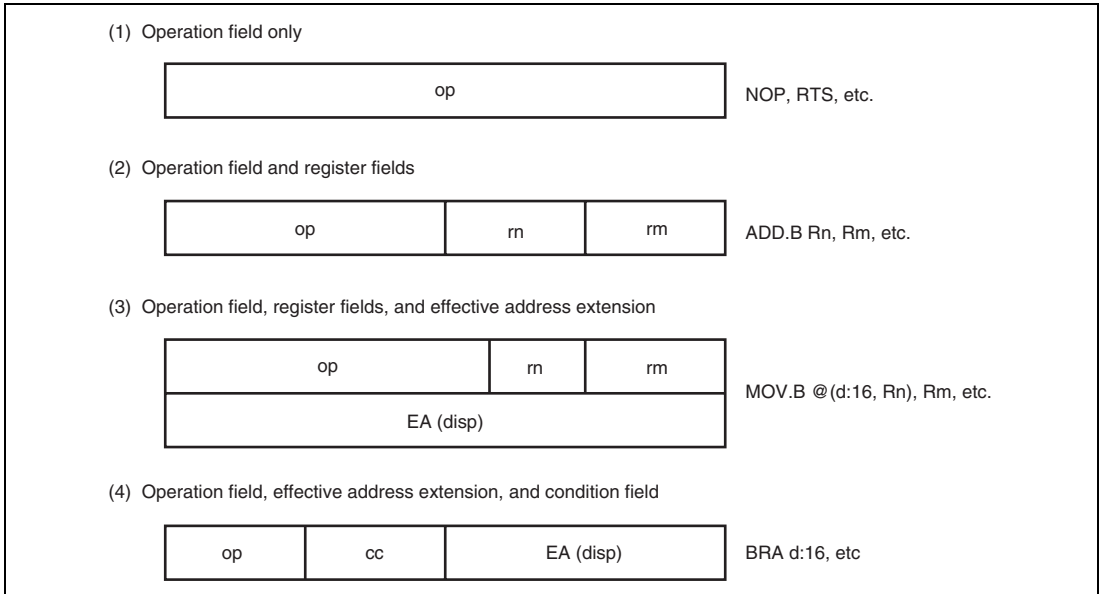 (1) Operation field only
op
NOP, RTS, etc.
(2) Operation field and register fields
op rn rm
ADD.B Rn, Rm, etc.
(3) Operation field, register fields, and effective address extension
op rn rm
MOV.B @(d:16, Rn), Rm, etc.
EA (disp)
(4) Operation field, effective address extension, and condition field
op cc EA (disp)
BRA d:16, etc